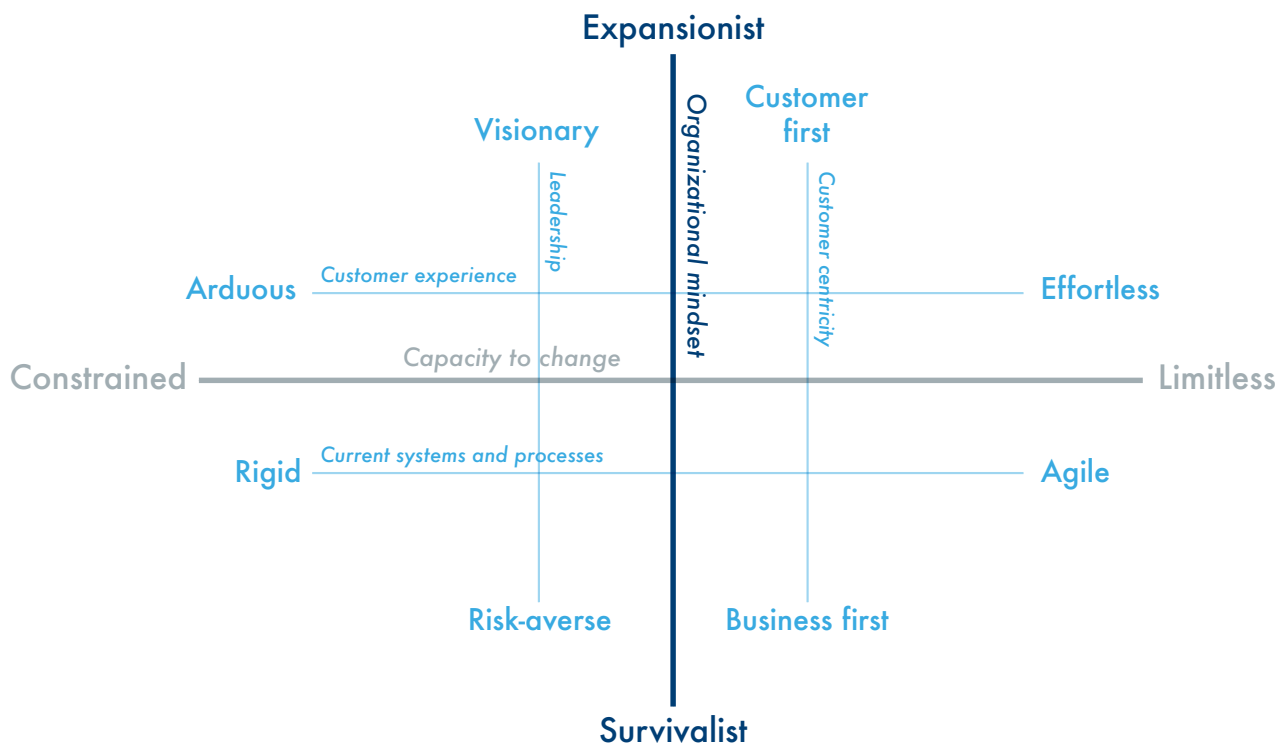 Expansionist
Customer
first
Visionary
Organizational mindset
Leadership
Customer centricity
Customer experience
Arduous
Effortless
Capacity to change
Constrained
Limitless
Current systems and processes
Rigid
Agile
Risk-averse
Business first
Survivalist